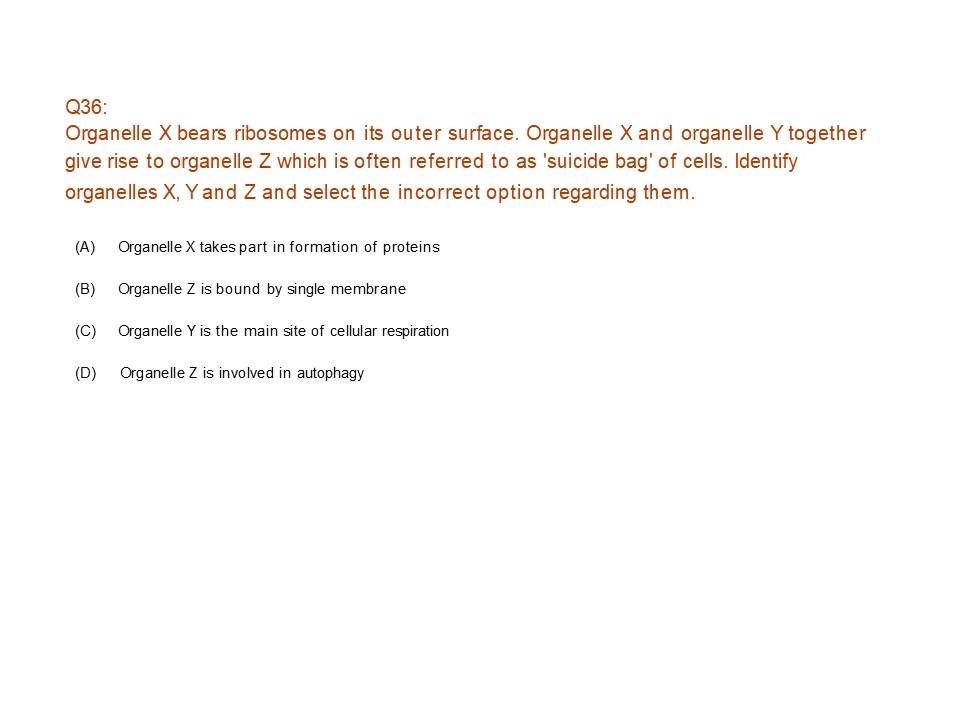 Q36:
Organelle X bears ribosomes on its outer surface. Organelle X and organelle Y together
give rise to organelle Z which is often referred to as 'suicide bag' of cells. Identify
organelles X, Y and Z and select the incorrect option regarding them.
(A) Organelle X takes part in formation of proteins
(B) Organelle Z is bound by single membrane
(C) Organelle Y is the main site of cellular respiration
(D) Organelle Z is involved in autophagy